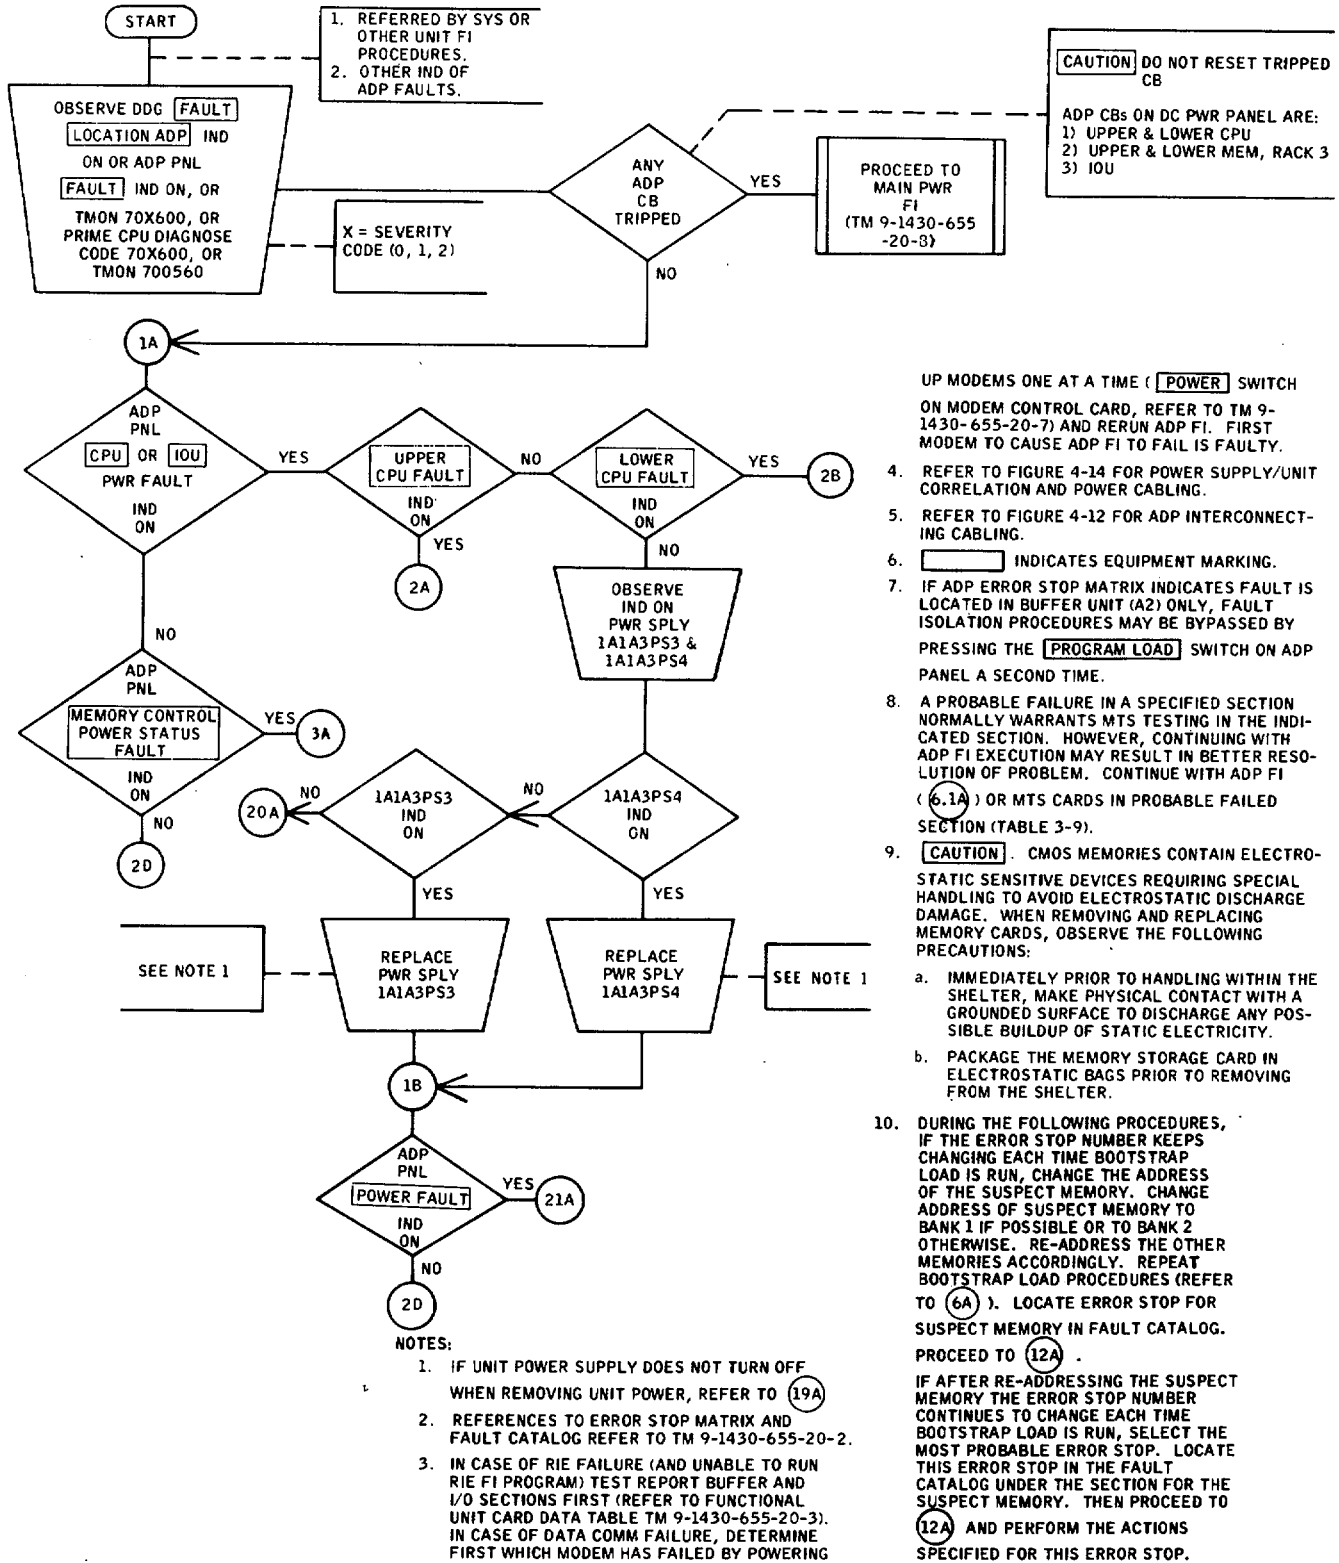 START
1. REFERRED BY SYS OR
OTHER UNIT FI
PROCEDURES.
2. OTHER IND OF
ADP FAULTS.
OBSERVE DDG FAULT
LOCATION ADP IND
ON OR ADP PNL
FAULT IND ON, OR
TMON 70X600, OR
PRIME CPU DIAGNOSE
CODE 70X600, OR
TMON 700560
X = SEVERITY
CODE (0, 1, 2)
ANY
ADP
CB
TRIPPED
YES
NO
PROCEED TO
MAIN PWR
FI
(TM 9-1430-655
-20-8)
CAUTION DO NOT RESET TRIPPED
CB
ADP CBs ON DC PWR PANEL ARE:
1) UPPER & LOWER CPU
2) UPPER & LOWER MEM, RACK 3
3) IOU
1A
ADP
PNL
CPU OR IOU
PWR FAULT
IND
ON
YES
NO
UPPER
CPU FAULT
IND
ON
NO
YES
2A
LOWER
CPU FAULT
IND
ON
YES
2B
NO
OBSERVE
IND ON
PWR SPLY
1A1A3PS3 &
1A1A3PS4
ADP
PNL
MEMORY CONTROL
POWER STATUS
FAULT
IND
ON
YES
3A
NO
2D
1A1A3PS4
IND
ON
NO
YES
1A1A3PS3
IND
ON
NO
20A
YES
SEE NOTE 1
REPLACE
PWR SPLY
1A1A3PS3
REPLACE
PWR SPLY
1A1A3PS4
SEE NOTE 1
1B
ADP
PNL
POWER FAULT
IND
ON
YES
21A
NO
2D
NOTES:
1. IF UNIT POWER SUPPLY DOES NOT TURN OFF
WHEN REMOVING UNIT POWER, REFER TO 19A
2. REFERENCES TO ERROR STOP MATRIX AND
FAULT CATALOG REFER TO TM 9-1430-655-20-2.
3. IN CASE OF RIE FAILURE (AND UNABLE TO RUN
RIE FI PROGRAM) TEST REPORT BUFFER AND
I/O SECTIONS FIRST (REFER TO FUNCTIONAL
UNIT CARD DATA TABLE TM 9-1430-655-20-3).
IN CASE OF DATA COMM FAILURE, DETERMINE
FIRST WHICH MODEM HAS FAILED BY POWERING
UP MODEMS ONE AT A TIME ( POWER SWITCH
ON MODEM CONTROL CARD, REFER TO TM 9-
1430-655-20-7) AND RERUN ADP FI. FIRST
MODEM TO CAUSE ADP FI TO FAIL IS FAULTY.
4. REFER TO FIGURE 4-14 FOR POWER SUPPLY/UNIT
CORRELATION AND POWER CABLING.
5. REFER TO FIGURE 4-12 FOR ADP INTERCONNECT-
ING CABLING.
6. INDICATES EQUIPMENT MARKING.
7. IF ADP ERROR STOP MATRIX INDICATES FAULT IS
LOCATED IN BUFFER UNIT (A2) ONLY, FAULT
ISOLATION PROCEDURES MAY BE BYPASSED BY
PRESSING THE PROGRAM LOAD SWITCH ON ADP
PANEL A SECOND TIME.
8. A PROBABLE FAILURE IN A SPECIFIED SECTION
NORMALLY WARRANTS MTS TESTING IN THE INDI-
CATED SECTION. HOWEVER, CONTINUING WITH
ADP FI EXECUTION MAY RESULT IN BETTER RESO-
LUTION OF PROBLEM. CONTINUE WITH ADP FI
( 6.1A ) OR MTS CARDS IN PROBABLE FAILED
SECTION (TABLE 3-9).
9. CAUTION . CMOS MEMORIES CONTAIN ELECTRO-
STATIC SENSITIVE DEVICES REQUIRING SPECIAL
HANDLING TO AVOID ELECTROSTATIC DISCHARGE
DAMAGE. WHEN REMOVING AND REPLACING
MEMORY CARDS, OBSERVE THE FOLLOWING
PRECAUTIONS:
a. IMMEDIATELY PRIOR TO HANDLING WITHIN THE
SHELTER, MAKE PHYSICAL CONTACT WITH A
GROUNDED SURFACE TO DISCHARGE ANY POS-
SIBLE BUILDUP OF STATIC ELECTRICITY.
b. PACKAGE THE MEMORY STORAGE CARD IN
ELECTROSTATIC BAGS PRIOR TO REMOVING
FROM THE SHELTER.
10. DURING THE FOLLOWING PROCEDURES,
IF THE ERROR STOP NUMBER KEEPS
CHANGING EACH TIME BOOTSTRAP
LOAD IS RUN, CHANGE THE ADDRESS
OF THE SUSPECT MEMORY. CHANGE
ADDRESS OF SUSPECT MEMORY TO
BANK 1 IF POSSIBLE OR TO BANK 2
OTHERWISE. RE-ADDRESS THE OTHER
MEMORIES ACCORDINGLY. REPEAT
BOOTSTRAP LOAD PROCEDURES (REFER
TO 6A ). LOCATE ERROR STOP FOR
SUSPECT MEMORY IN FAULT CATALOG.
PROCEED TO 12A .
IF AFTER RE-ADDRESSING THE SUSPECT
MEMORY THE ERROR STOP NUMBER
CONTINUES TO CHANGE EACH TIME
BOOTSTRAP LOAD IS RUN, SELECT THE
MOST PROBABLE ERROR STOP. LOCATE
THIS ERROR STOP IN THE FAULT
CATALOG UNDER THE SECTION FOR THE
SUSPECT MEMORY. THEN PROCEED TO
12A AND PERFORM THE ACTIONS
SPECIFIED FOR THIS ERROR STOP.